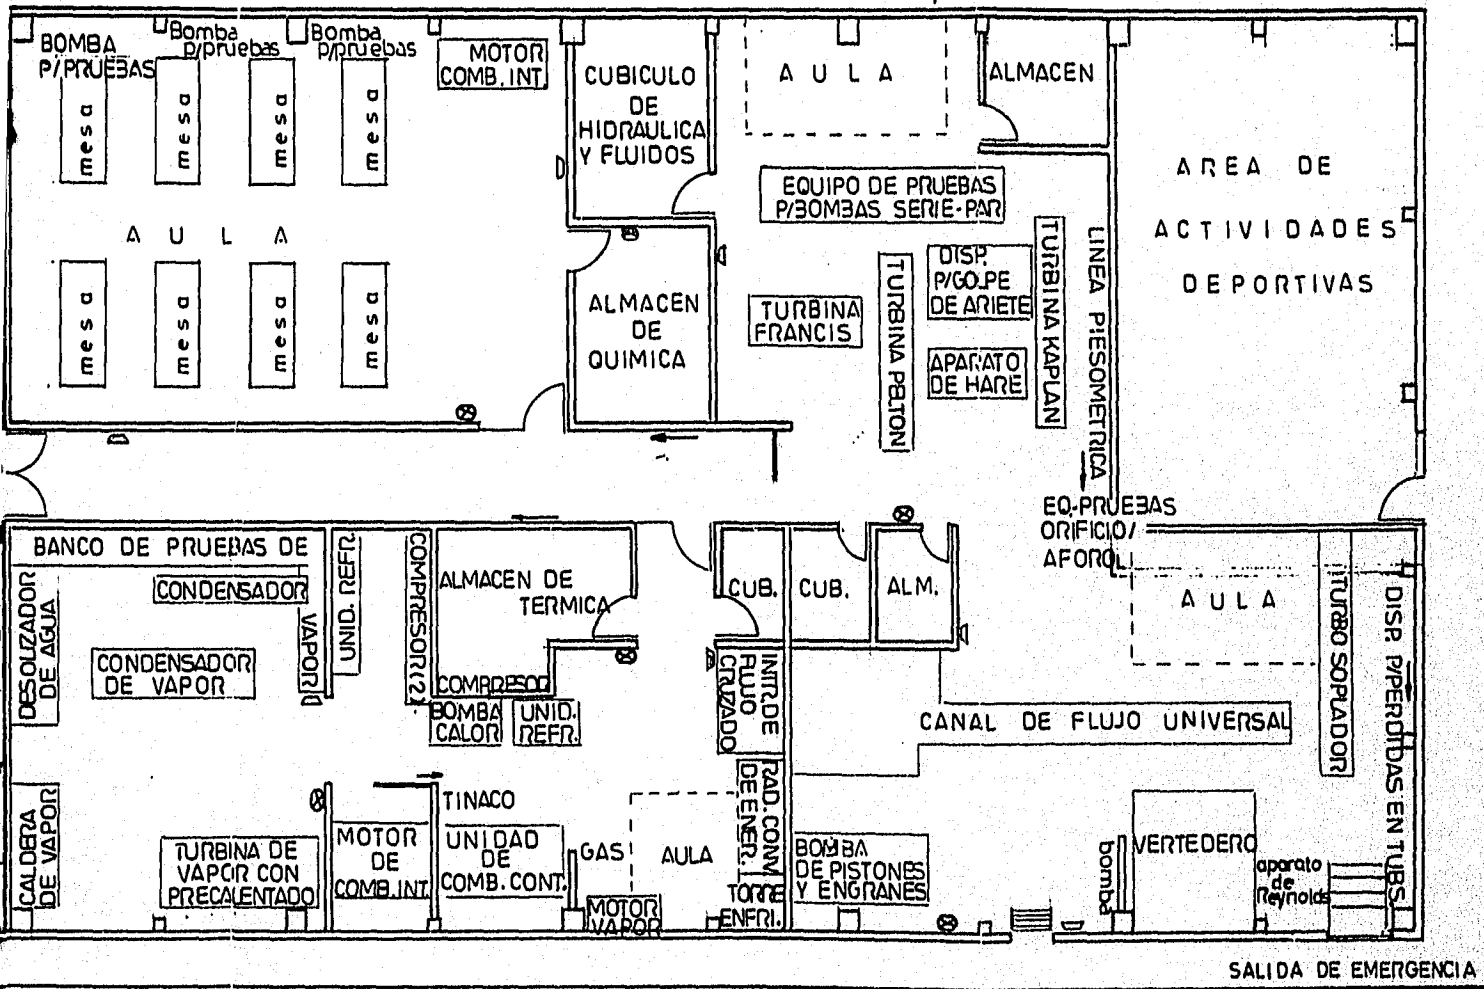 BOMBA
P/PRUEBAS
Bomba
p/pruebas
Bomba
p/pruebas
MOTOR
COMB. INT.
mesa
mesa
mesa
mesa
A U L A
mesa
mesa
mesa
mesa
CUBICULO
DE
HIDRAULICA
Y FLUIDOS
ALMACEN
DE
QUIMICA
A U L A
ALMACEN
EQUIPO DE PRUEBAS
P/BOMBAS SERIE-PAR
TURBINA
FRANCIS
TURBINA PELTON
DISP.
P/GOLPE
DE ARIETE
APARATO
DE HARE
TURBINA KAPLAN
LINEA PIESOMETRICA
AREA DE
ACTIVIDADES
DEPORTIVAS
EQ-PRUEBAS
ORIFICIO/
AFORO
BANCO DE PRUEBAS DE
CONDENSADOR
VAPOR
DESOLIZADOR
DE AGUA
CONDENSADOR
DE VAPOR
CALDERA
DE VAPOR
TURBINA DE
VAPOR CON
PRECALENTADO
UNID. REFR.
COMPRESOR (2)
ALMACEN DE
TERMICA
COMPRESOR
BOMBA
CALOR
UNID.
REFR.
MOTOR
DE
COMB. INT.
TINACO
UNIDAD
DE
COMB. CONT.
GAS
AULA
MOTOR
VAPOR
CUB.
CUB.
ALM.
INTR. DE
FLUJO
CRUZADO
RAD. CONV.
DE ENER.
TORRE
ENFRI.
BOMBA
DE PISTONES
Y ENGRANES
CANAL DE FLUJO UNIVERSAL
A U L A
TURBO SOPLADOR
DISP. P/PERDIDAS EN TUBS
bomba
VERTEDERO
aparato
de
Reynolds
SALIDA DE EMERGENCIA